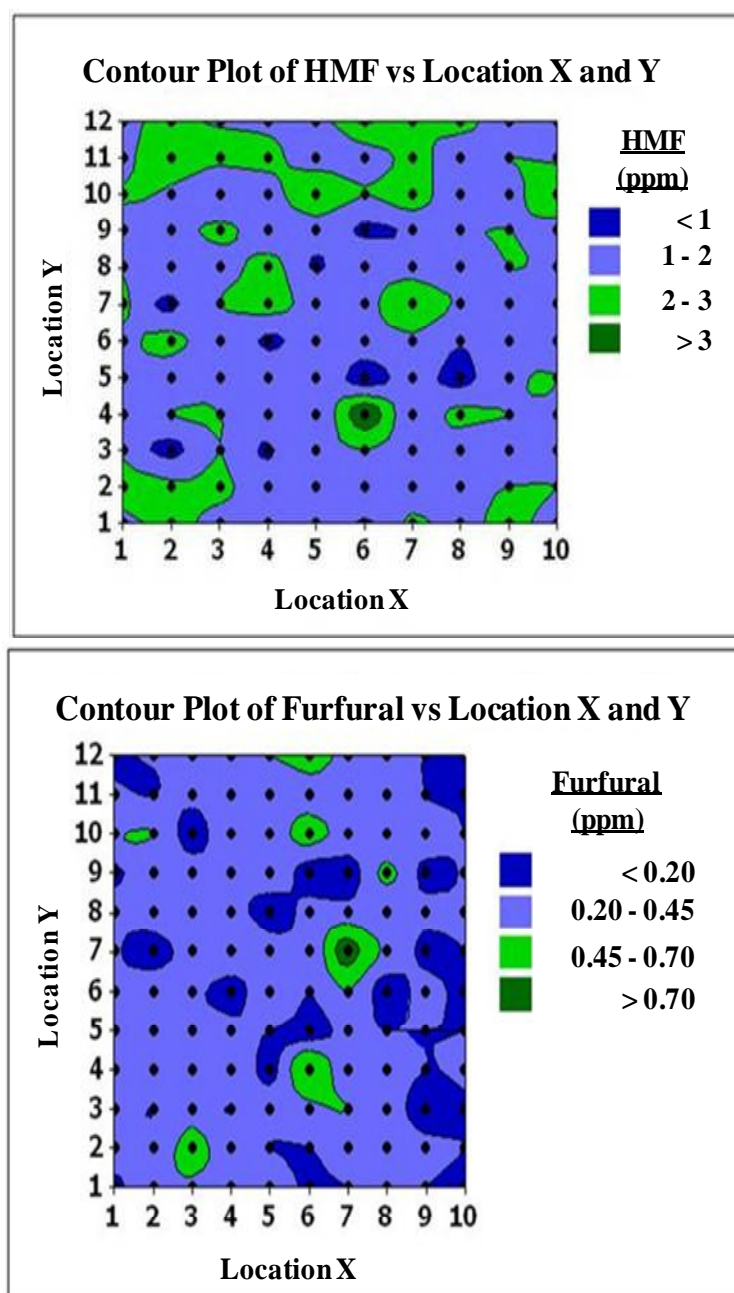 Contour Plot of HMF vs Location X and Y
12
11
10
9
8
7
6
5
4
3
2
1
Location Y
1 2 3 4 5 6 7 8 9 10
Location X
HMF
(ppm)
< 1
1 - 2
2 - 3
> 3
Contour Plot of Furfural vs Location X and Y
12
11
10
9
8
7
6
5
4
3
2
1
Location Y
1 2 3 4 5 6 7 8 9 10
Location X
Furfural
(ppm)
< 0.20
0.20 - 0.45
0.45 - 0.70
> 0.70